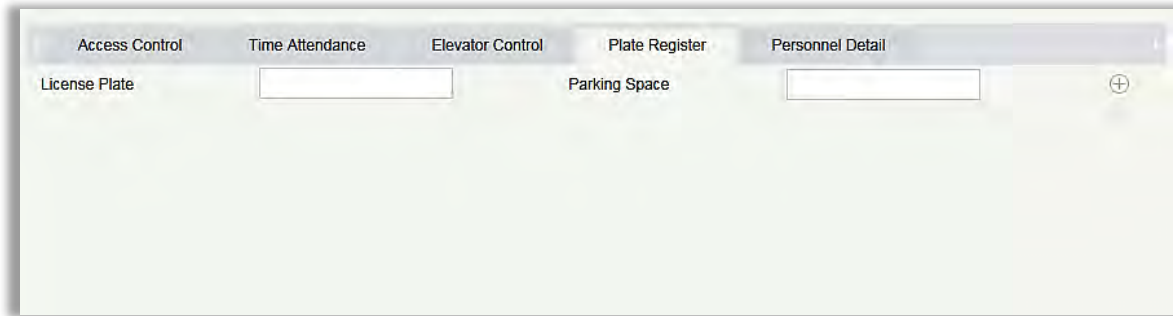 Access Control Time Attendance Elevator Control Plate Register Personnel Detail
License Plate Parking Space